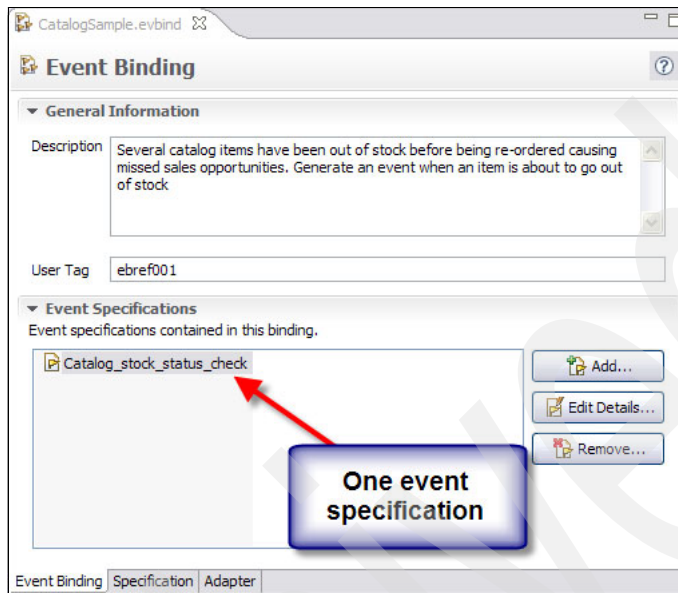 CatalogSample.evbind
Event Binding
General Information
Description
Several catalog items have been out of stock before being re-ordered causing
missed sales opportunities. Generate an event when an item is about to go out
of stock
User Tag
ebref001
Event Specifications
Event specifications contained in this binding.
Catalog_stock_status_check
Add...
Edit Details...
Remove...
One event
specification
Event Binding Specification Adapter